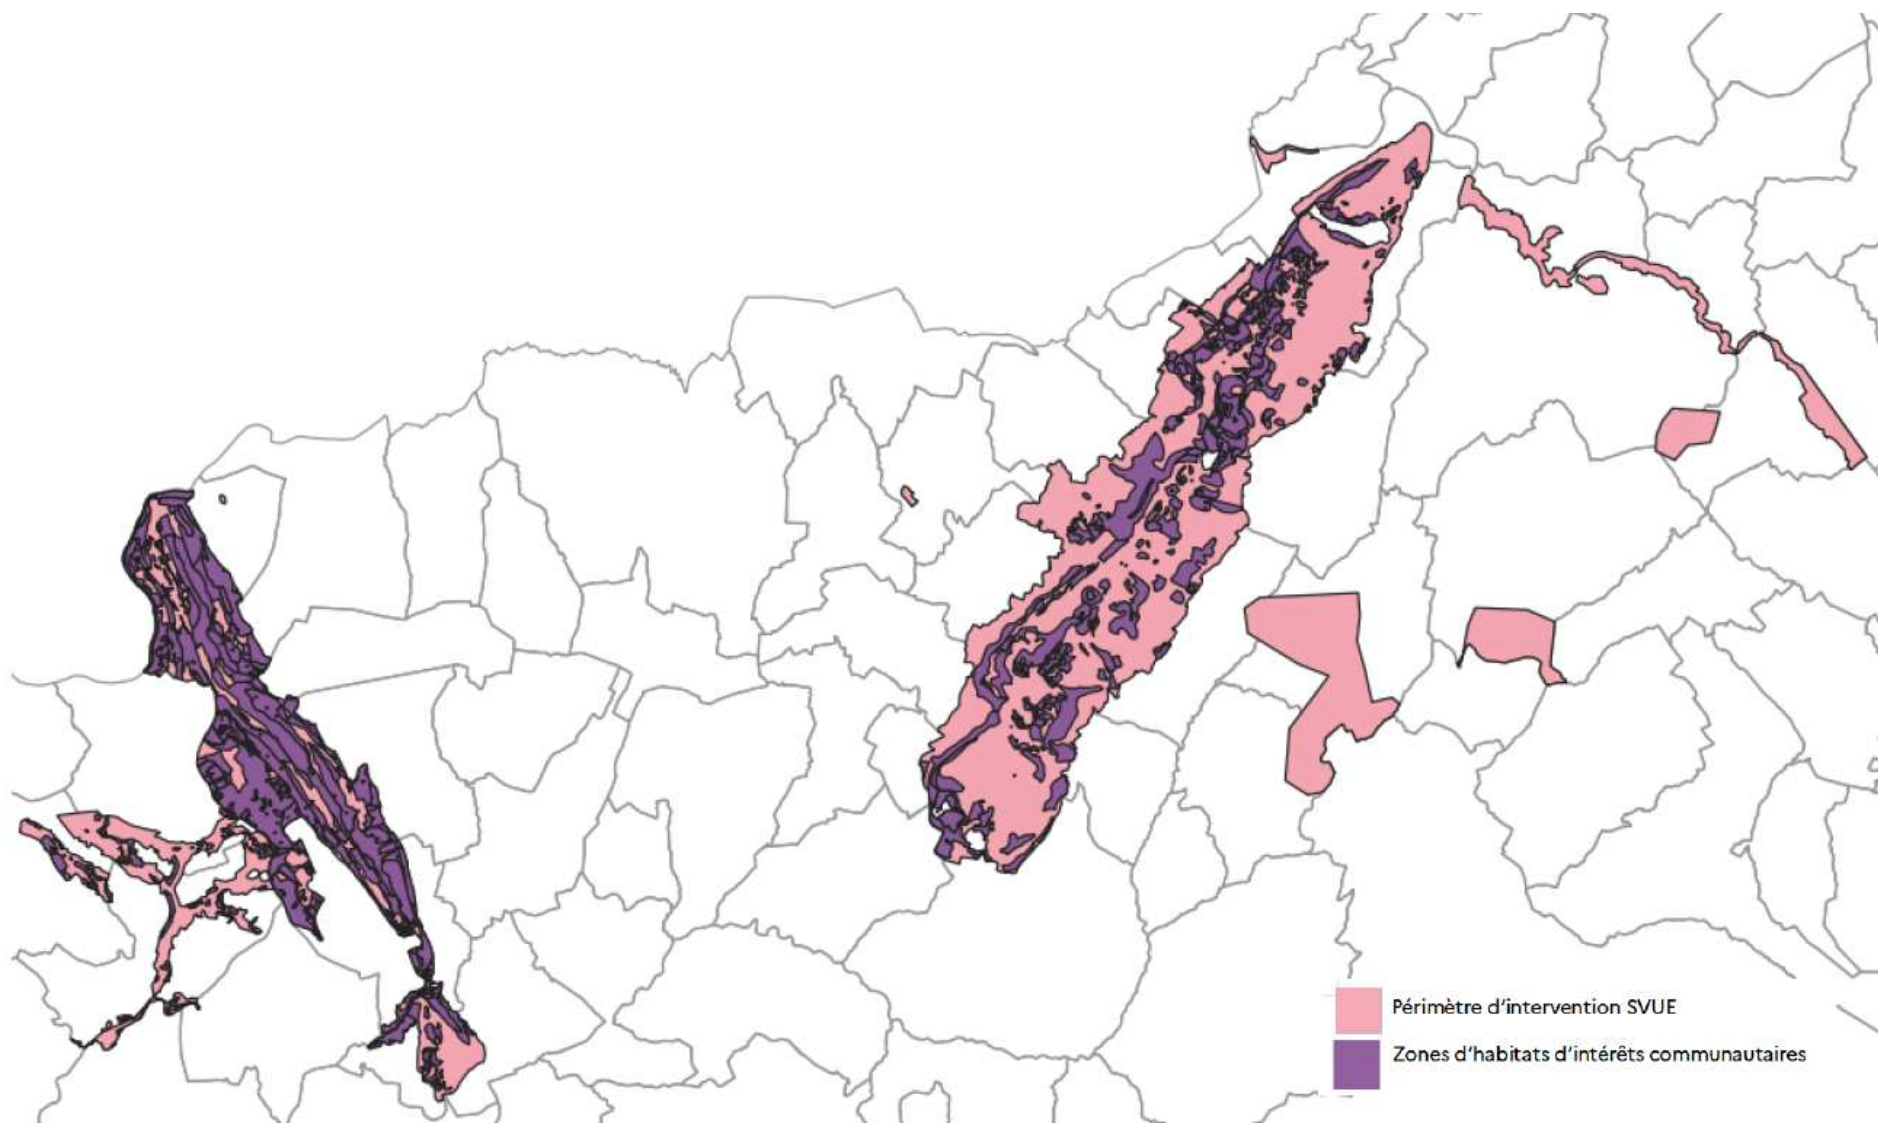 Périmètre d'intervention SVUE
Zones d'habitats d'intérêts communautaires